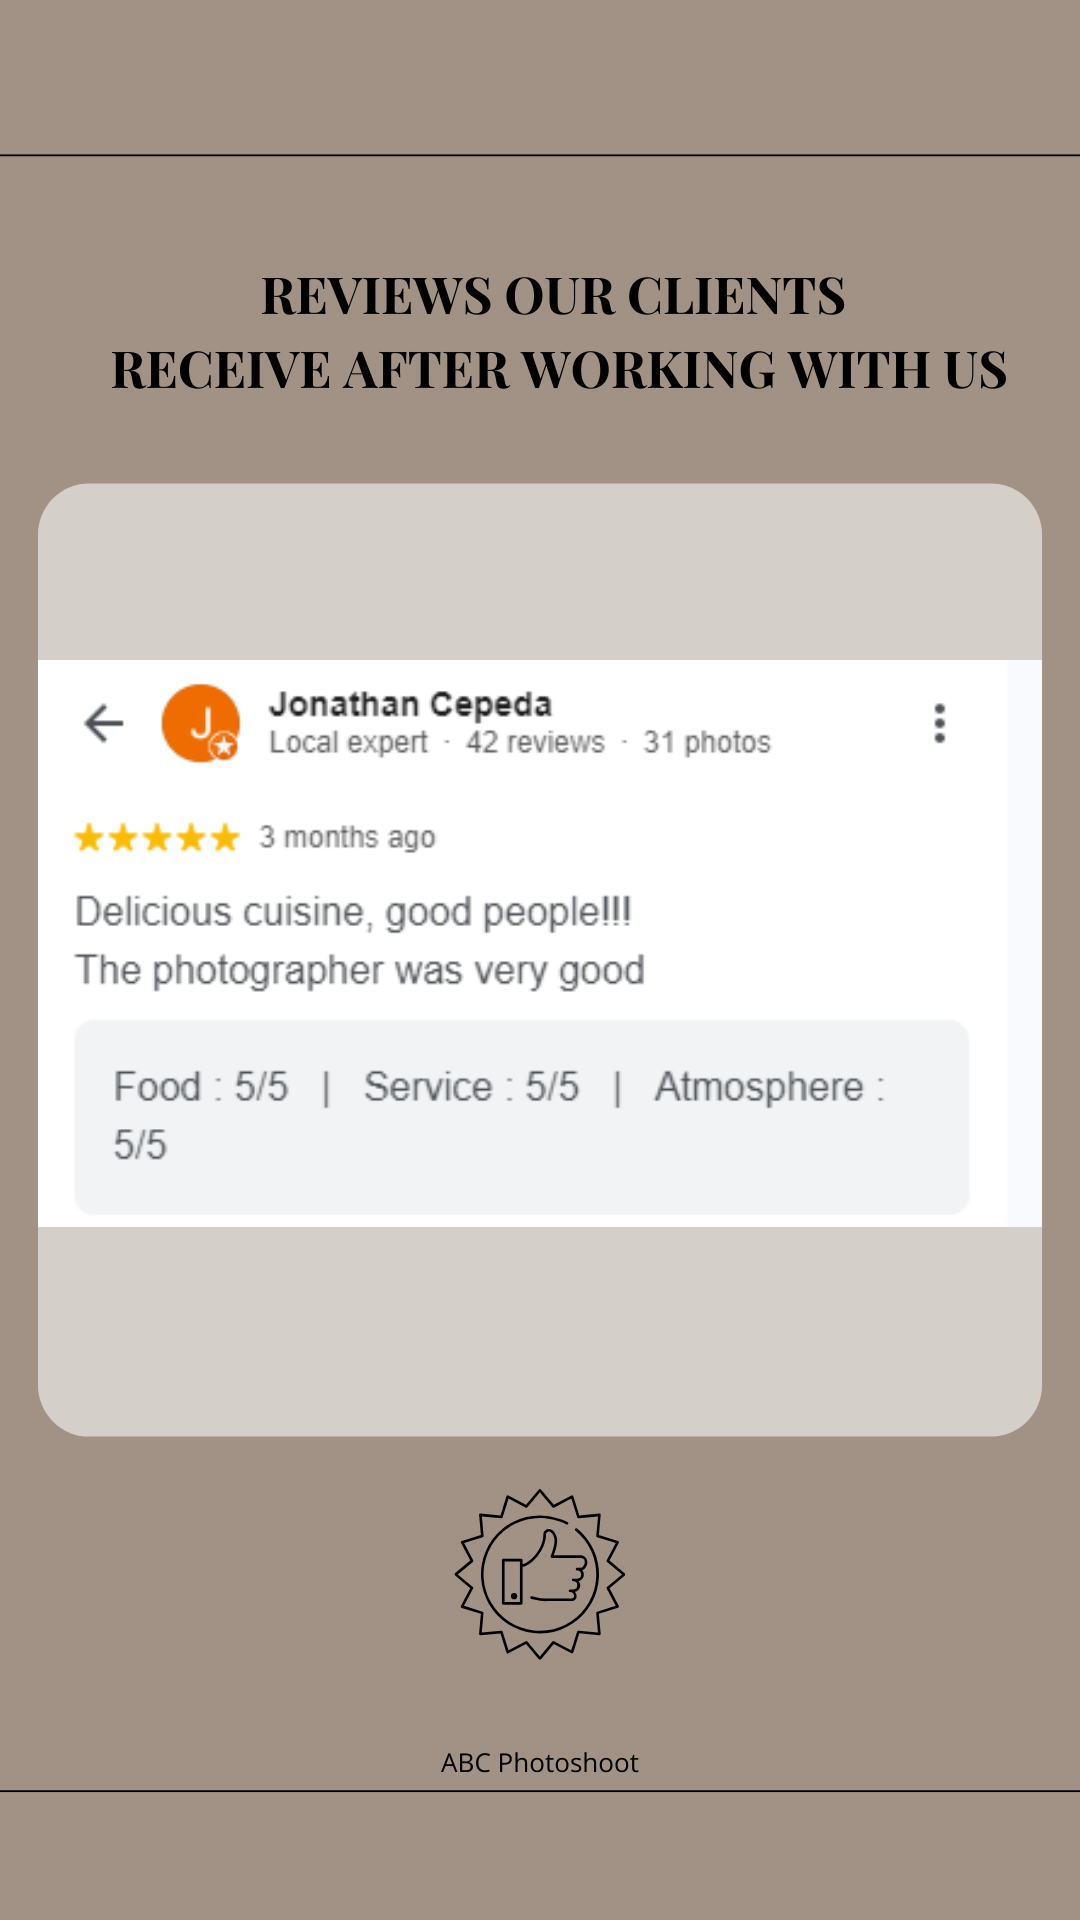 REVIEWS OUR CLIENTS
RECEIVE AFTER WORKING WITH US
J
Jonathan Cepeda
Local expert · 42 reviews · 31 photos
3 months ago
Delicious cuisine, good people!!!
The photographer was very good
Food : 5/5 | Service : 5/5 | Atmosphere :
5/5
ABC Photoshoot